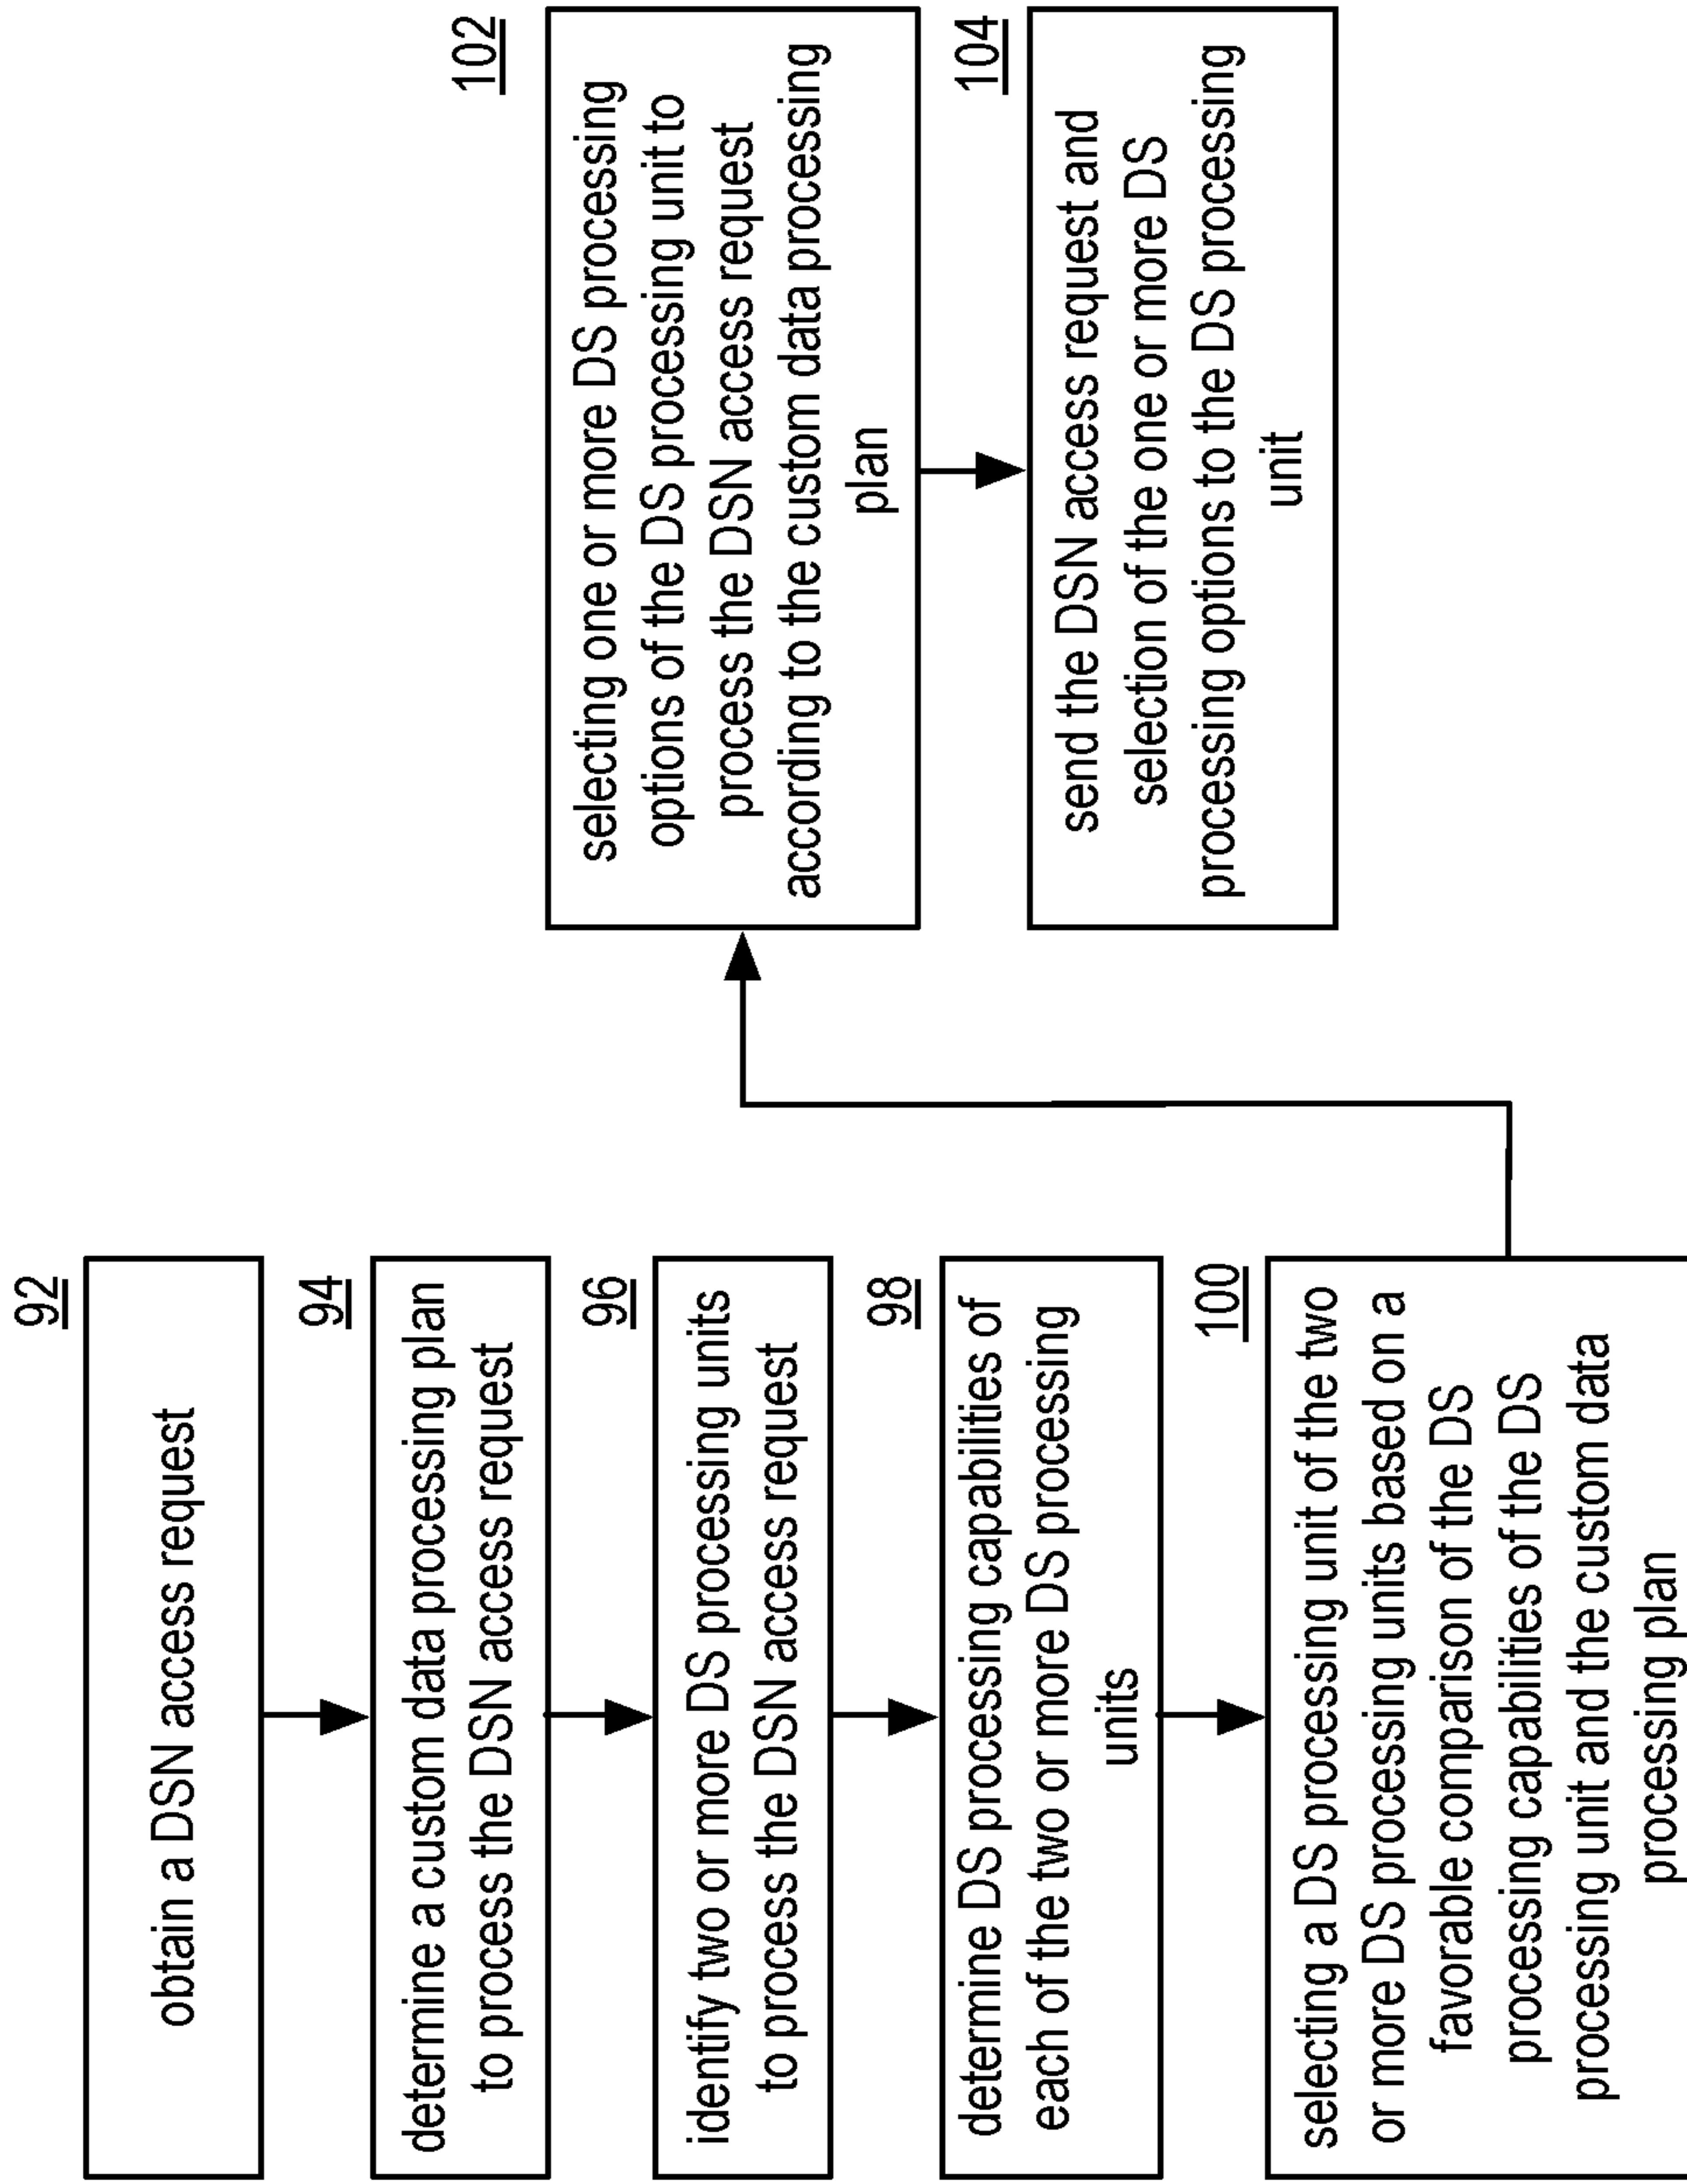 92
obtain a DSN access request
94
determine a custom data processing plan
to process the DSN access request
96
identify two or more DS processing units
to process the DSN access request
98
determine DS processing capabilities of
each of the two or more DS processing
units
100
selecting a DS processing unit of the two
or more DS processing units based on a
favorable comparison of the DS
processing capabilities of the DS
processing unit and the custom data
processing plan
102
selecting one or more DS processing
options of the DS processing unit to
process the DSN access request
according to the custom data processing
plan
104
send the DSN access request and
selection of the one or more DS
processing options to the DS processing
unit